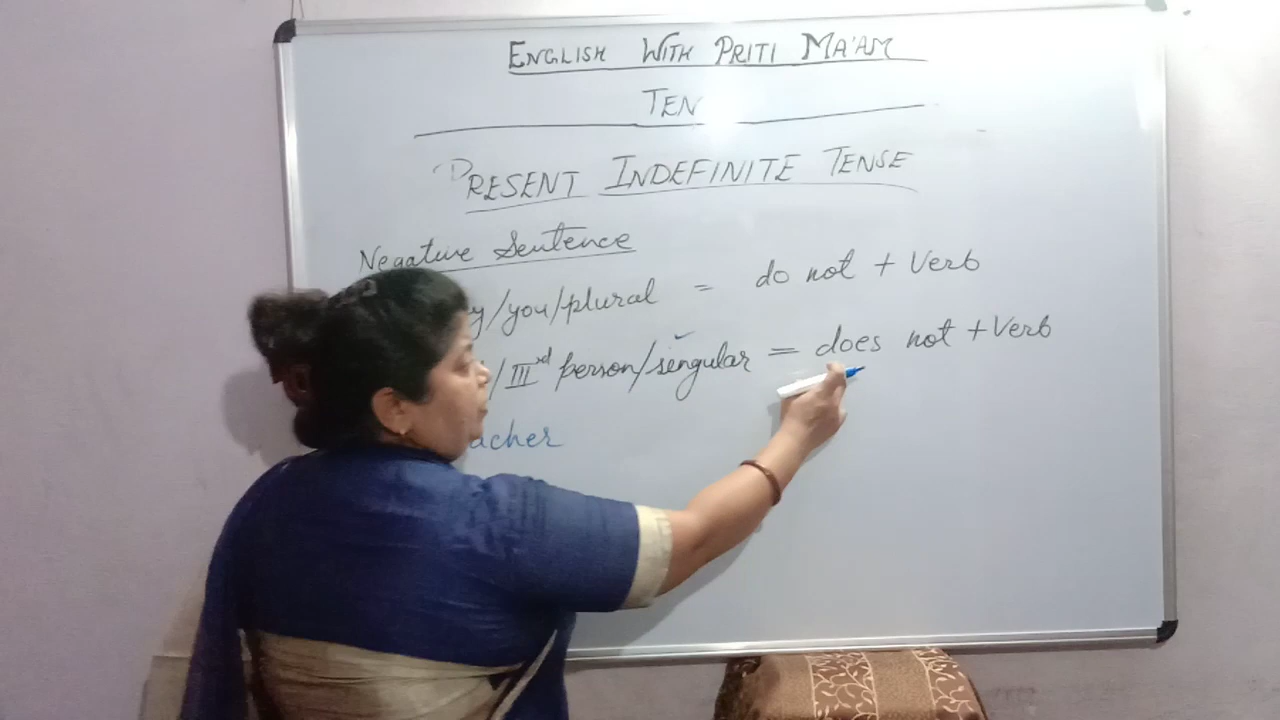 ENGLISH WITH PRITI MA'AM
TEN
PRESENT INDEFINITE TENSE
Negative Sentence
y/you/plural = do not + Verb
/IIIrd person/singular = does not + Verb
acher